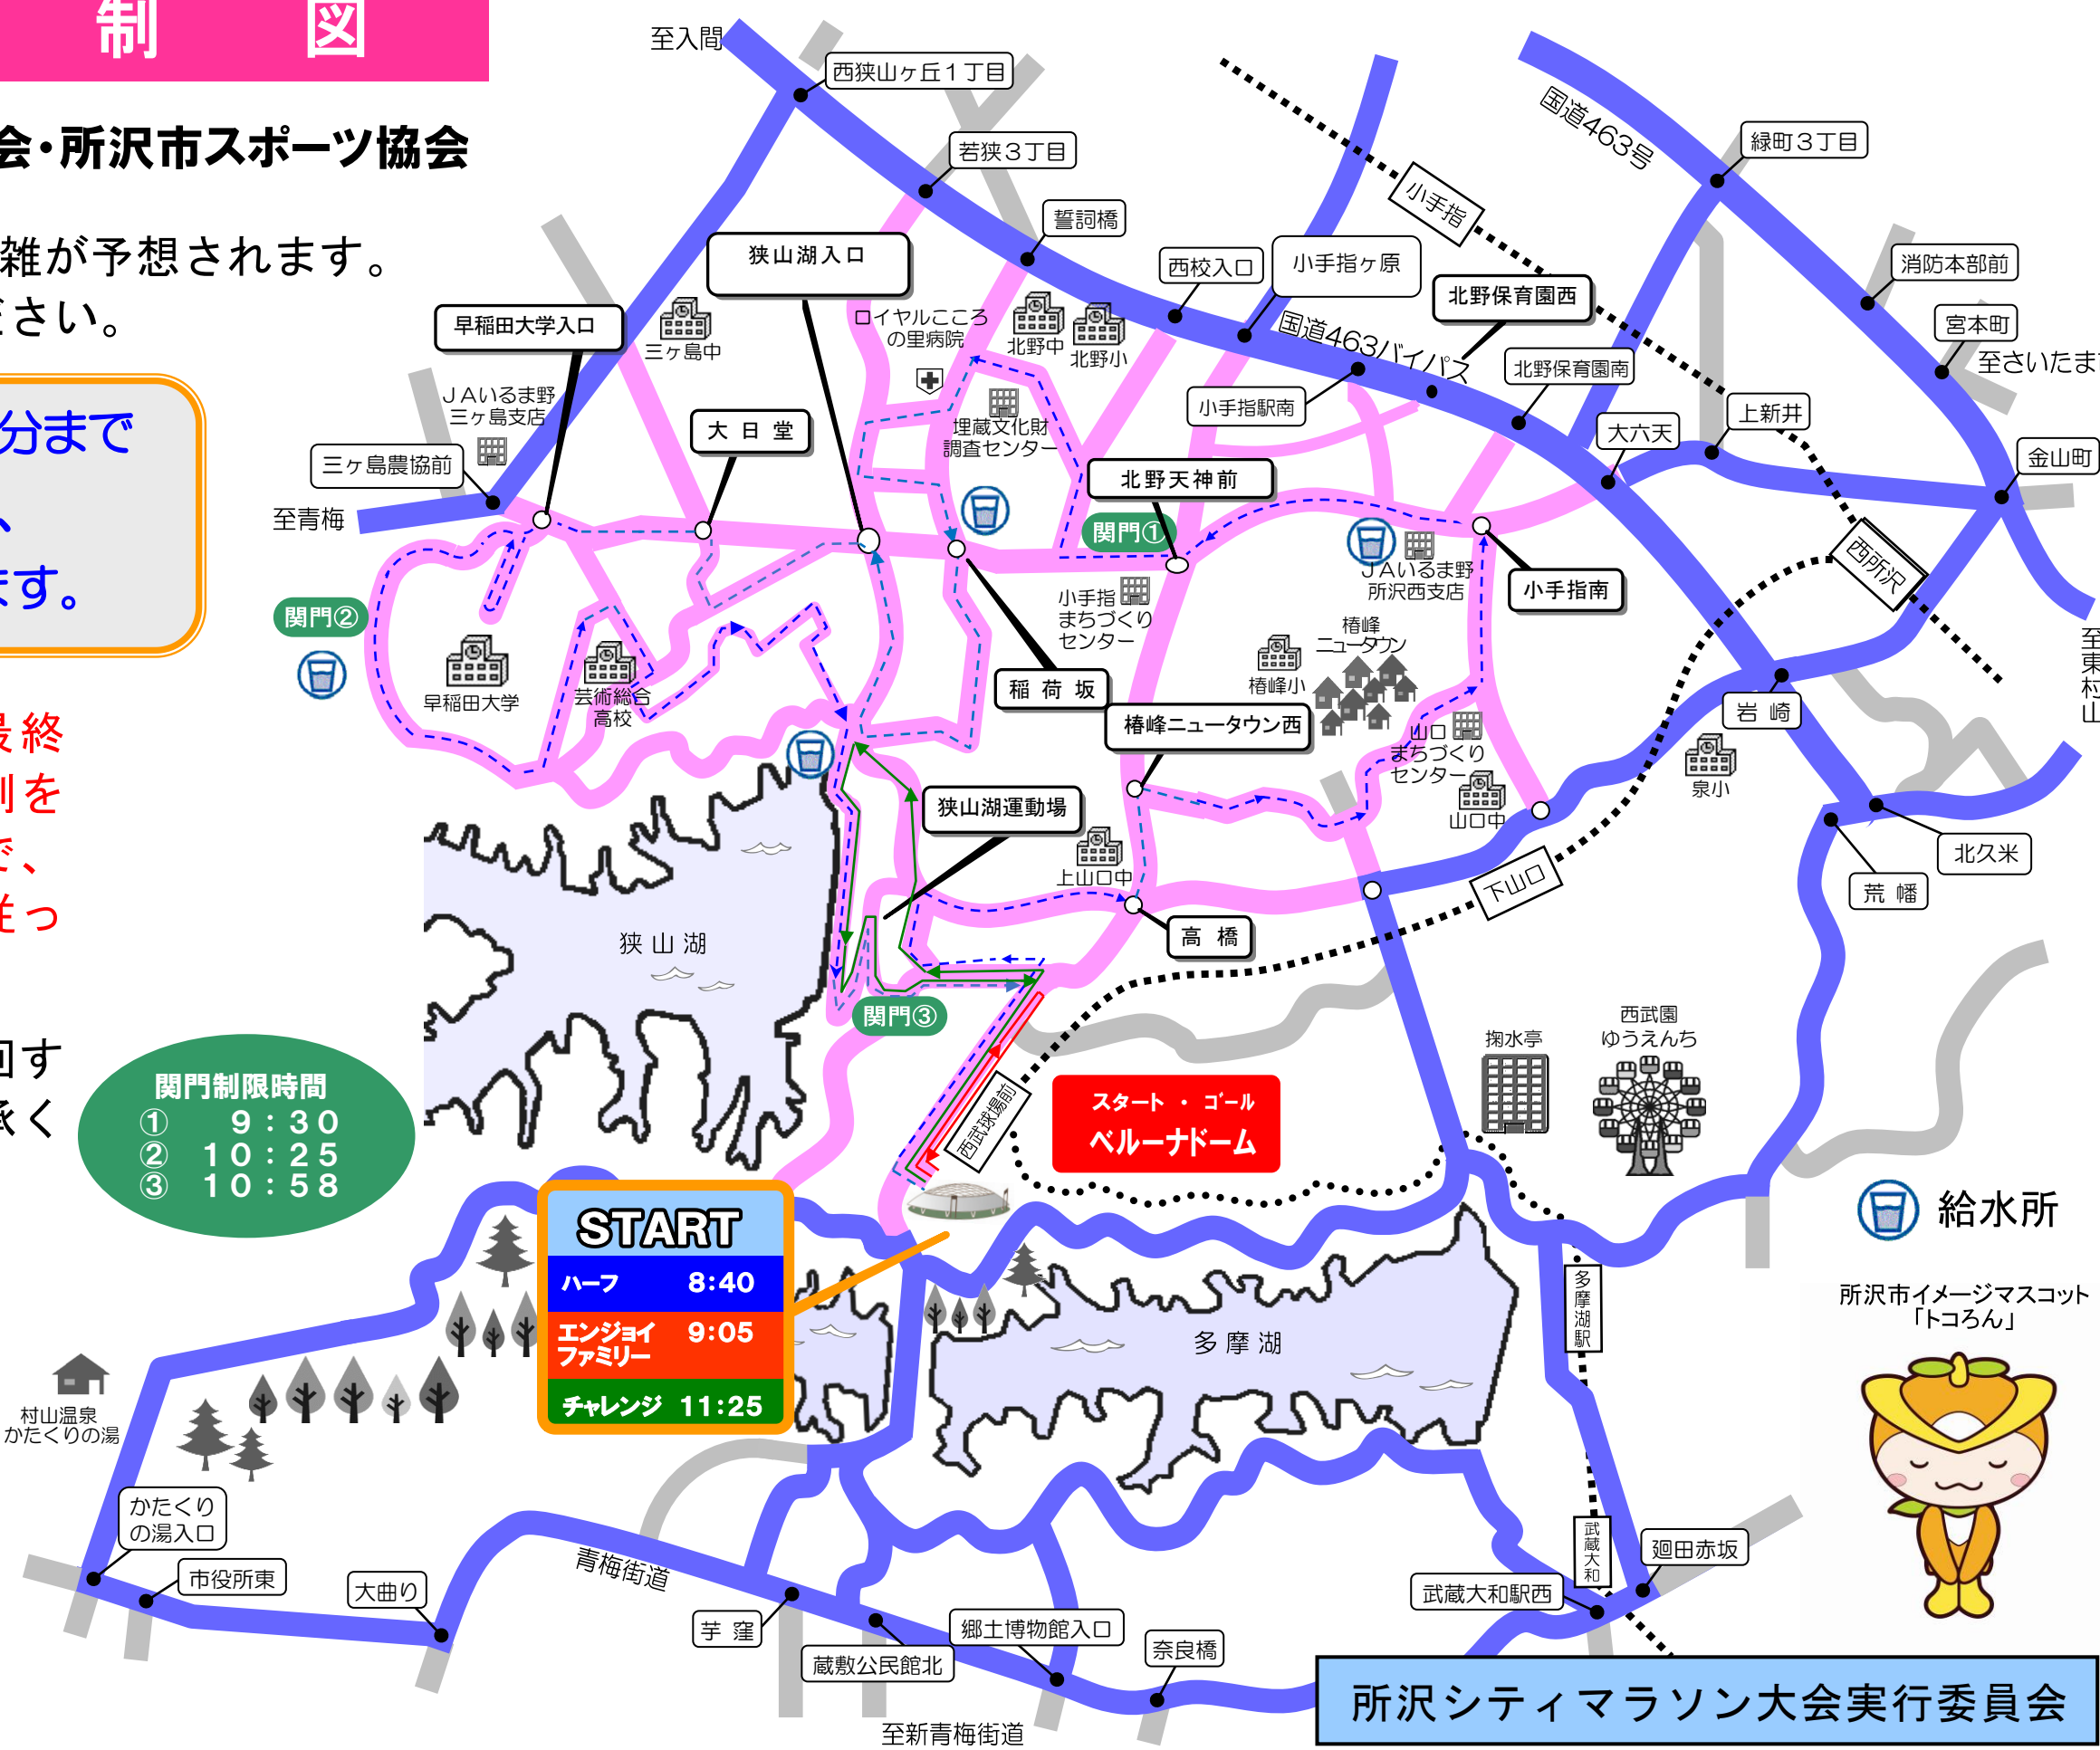 制　図
会・所沢市スポーツ協会
雑が予想されます。
ださい。
分まで
、
ます。
最終
制を
で、
従っ
回す
承く
関門制限時間
① 9：30
② 10：25
③ 10：58
至入間
西狭山ヶ丘１丁目
若狭３丁目
誓詞橋
狭山湖入口
西校入口
小手指ヶ原
小手指
国道463号
緑町３丁目
消防本部前
宮本町
至さいたま
北野保育園西
早稲田大学入口
三ヶ島中
ロイヤルこころ
の里病院
北野中
北野小
国道463バイパス
北野保育園南
小手指駅南
大六天
上新井
金山町
ＪＡいるま野
三ヶ島支店
大日堂
埋蔵文化財
調査センター
三ヶ島農協前
至青梅
北野天神前
関門①
ＪＡいるま野
所沢西支店
小手指南
西所沢
関門②
小手指
まちづくり
センター
椿峰
ニュータウン
椿峰小
至東村山
早稲田大学
芸術総合
高校
稲荷坂
椿峰ニュータウン西
山口
まちづくり
センター
岩崎
泉小
狭山湖運動場
山口中
上山口中
下山口
北久米
荒幡
狭山湖
高橋
関門③
西武球場前
スタート・ゴール
ベルーナドーム
掬水亭
西武園
ゆうえんち
START
ハーフ 8:40
エンジョイ
ファミリー 9:05
チャレンジ 11:25
給水所
多摩湖
多摩湖駅
所沢市イメージマスコット
「トコろん」
村山温泉
かたくりの湯
かたくり
の湯入口
市役所東
大曲り
青梅街道
芋窪
蔵敷公民館北
郷土博物館入口
奈良橋
武蔵大和
武蔵大和駅西
廻田赤坂
至新青梅街道
所沢シティマラソン大会実行委員会